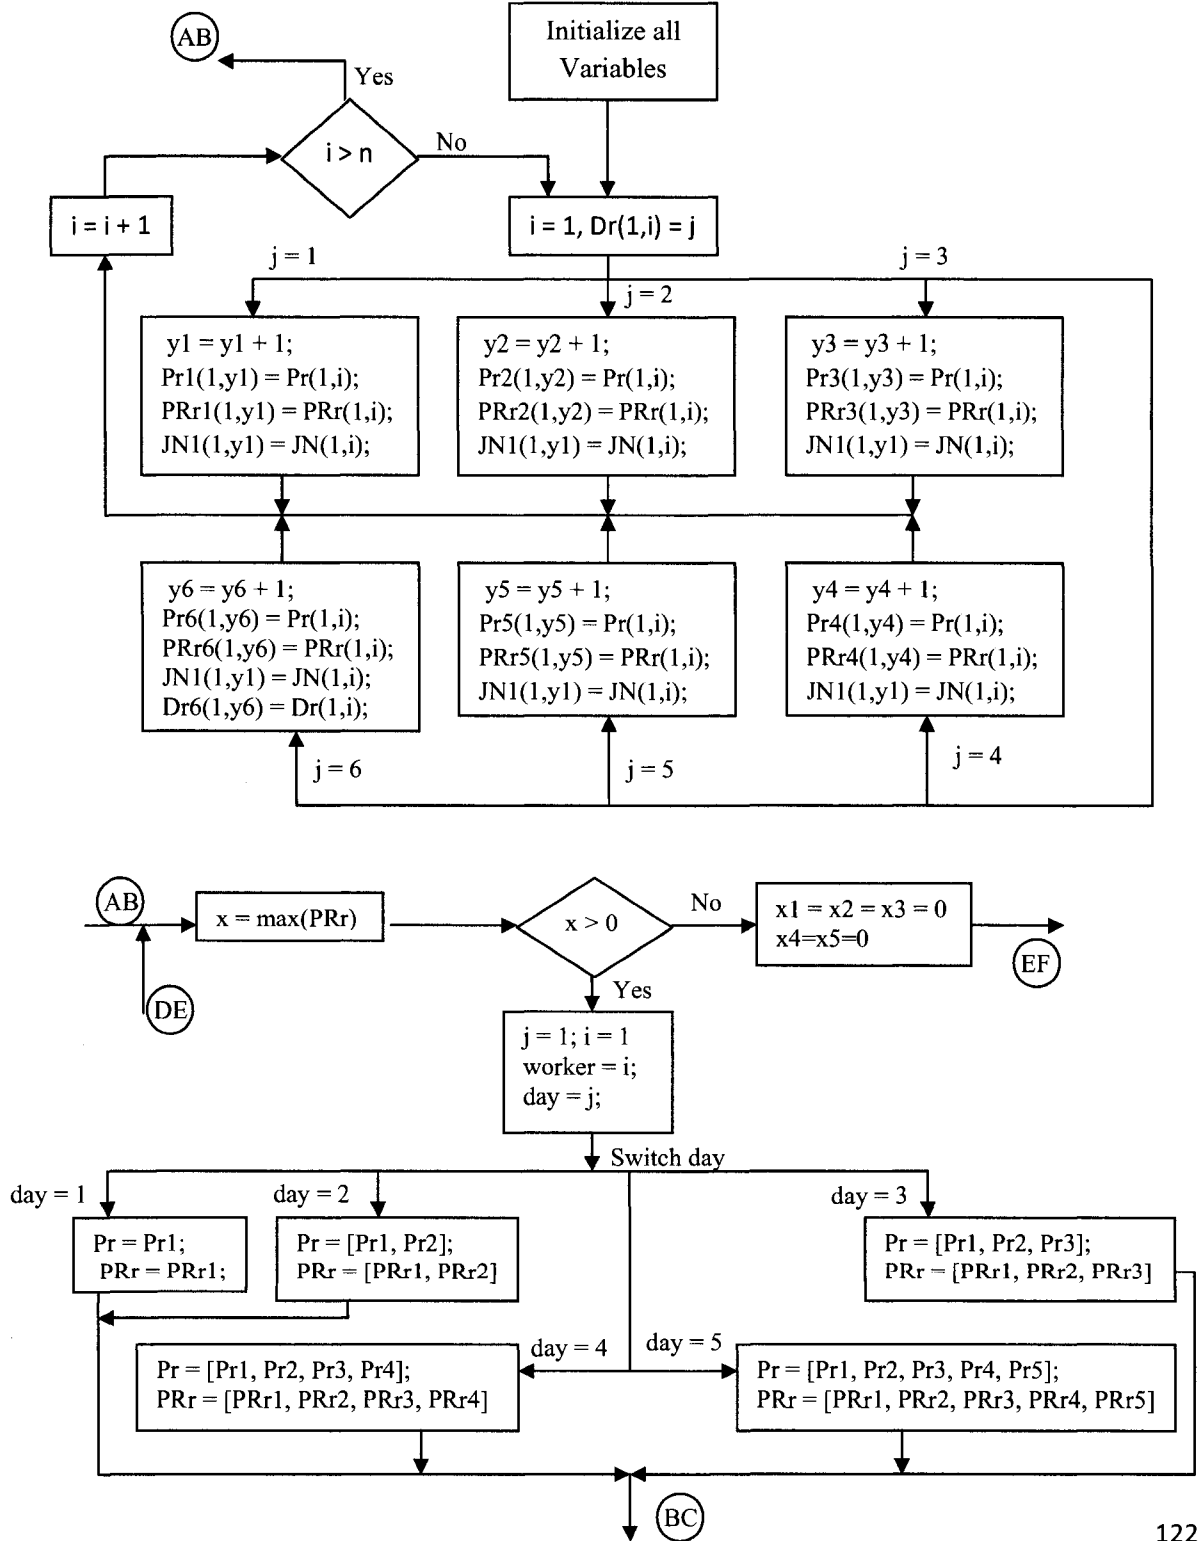 AB
Initialize all
Variables
Yes
i > n
No
i = i + 1
i = 1, Dr(1,i) = j
j = 1
j = 2
j = 3
y1 = y1 + 1;
Pr1(1,y1) = Pr(1,i);
PRr1(1,y1) = PRr(1,i);
JN1(1,y1) = JN(1,i);
y2 = y2 + 1;
Pr2(1,y2) = Pr(1,i);
PRr2(1,y2) = PRr(1,i);
JN1(1,y1) = JN(1,i);
y3 = y3 + 1;
Pr3(1,y3) = Pr(1,i);
PRr3(1,y3) = PRr(1,i);
JN1(1,y1) = JN(1,i);
y6 = y6 + 1;
Pr6(1,y6) = Pr(1,i);
PRr6(1,y6) = PRr(1,i);
JN1(1,y1) = JN(1,i);
Dr6(1,y6) = Dr(1,i);
y5 = y5 + 1;
Pr5(1,y5) = Pr(1,i);
PRr5(1,y5) = PRr(1,i);
JN1(1,y1) = JN(1,i);
y4 = y4 + 1;
Pr4(1,y4) = Pr(1,i);
PRr4(1,y4) = PRr(1,i);
JN1(1,y1) = JN(1,i);
j = 6
j = 5
j = 4
AB
x = max(PRr)
x > 0
No
x1 = x2 = x3 = 0
x4=x5=0
EF
DE
Yes
j = 1; i = 1
worker = i;
day = j;
Switch day
day = 1
day = 2
day = 3
Pr = Pr1;
PRr = PRr1;
Pr = [Pr1, Pr2];
PRr = [PRr1, PRr2]
Pr = [Pr1, Pr2, Pr3];
PRr = [PRr1, PRr2, PRr3]
day = 4
day = 5
Pr = [Pr1, Pr2, Pr3, Pr4];
PRr = [PRr1, PRr2, PRr3, PRr4]
Pr = [Pr1, Pr2, Pr3, Pr4, Pr5];
PRr = [PRr1, PRr2, PRr3, PRr4, PRr5]
BC
122